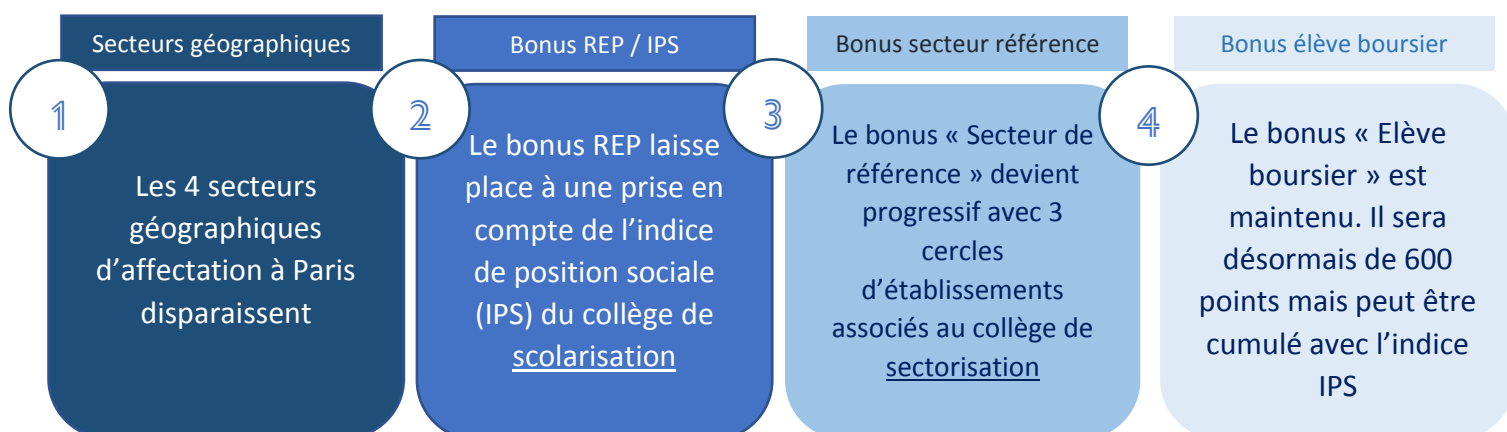 Secteurs géographiques
1
Les 4 secteurs
géographiques
d’affectation à Paris
disparaissent
Bonus REP / IPS
2
Le bonus REP laisse
place à une prise en
compte de l’indice
de position sociale
(IPS) du collège de
scolarisation
Bonus secteur référence
3
Le bonus « Secteur de
référence » devient
progressif avec 3
cercles
d’établissements
associés au collège de
sectorisation
Bonus élève boursier
4
Le bonus « Elève
boursier » est
maintenu. Il sera
désormais de 600
points mais peut être
cumulé avec l’indice
IPS